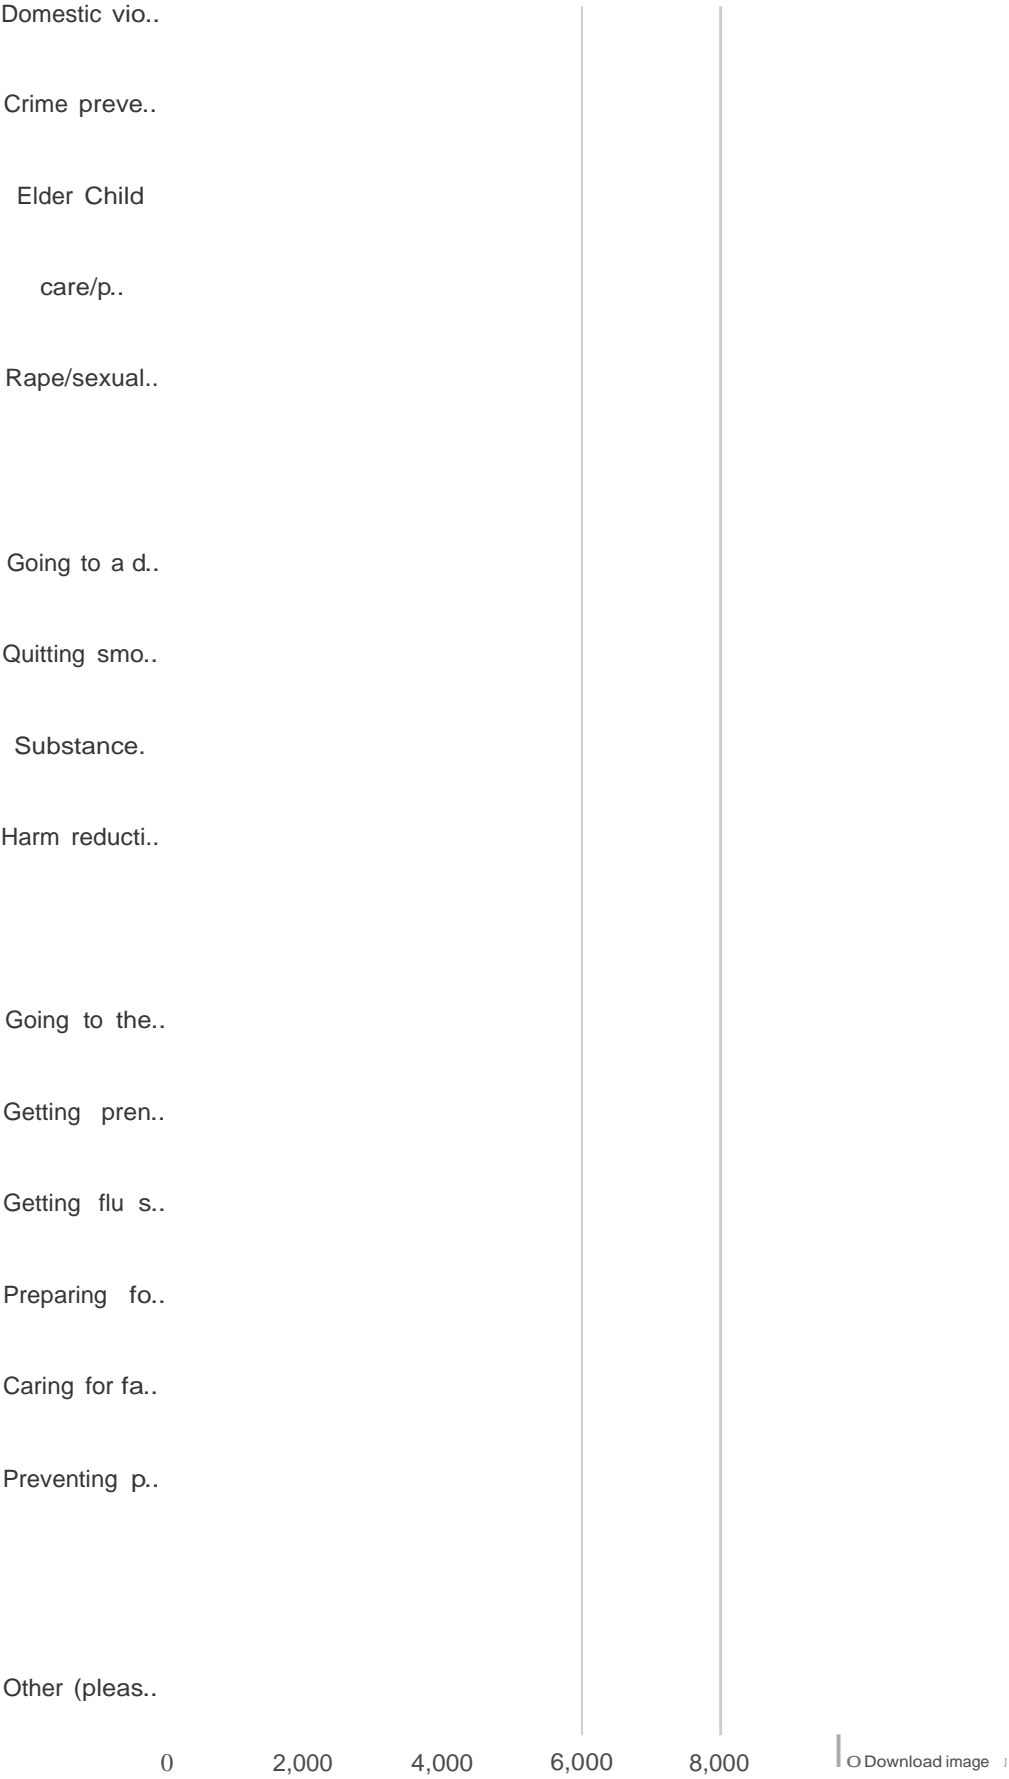 Domestic vio..
Crime preve..
Elder Child
care/p..
Rape/sexual..
Going to a d..
Quitting smo..
Substance.
Harm reducti..
Going to the..
Getting pren..
Getting flu s..
Preparing fo..
Caring for fa..
Preventing p..
Other (pleas..
0 2,000 4,000 6,000 8,000
O Download image